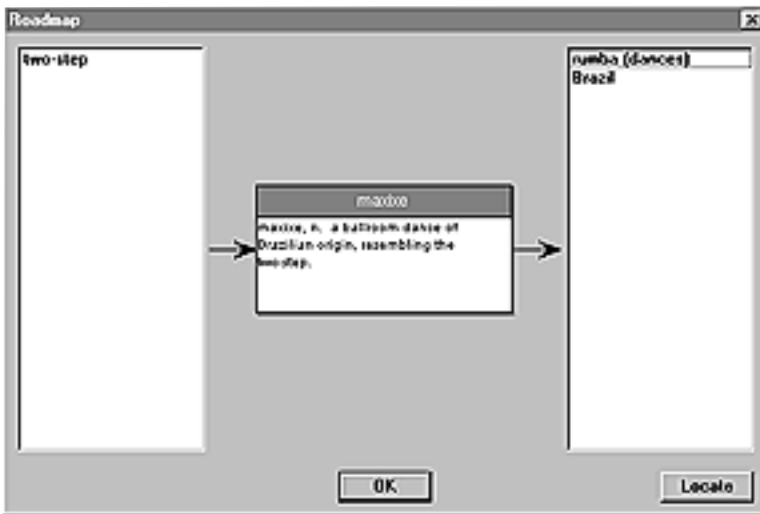 Roadmap
two-step
maxixe
maxixe, n. a ballroom dance of
Brazilian origin, resembling the
two-step.
rumba (dances)
Brazil
OK
Locate